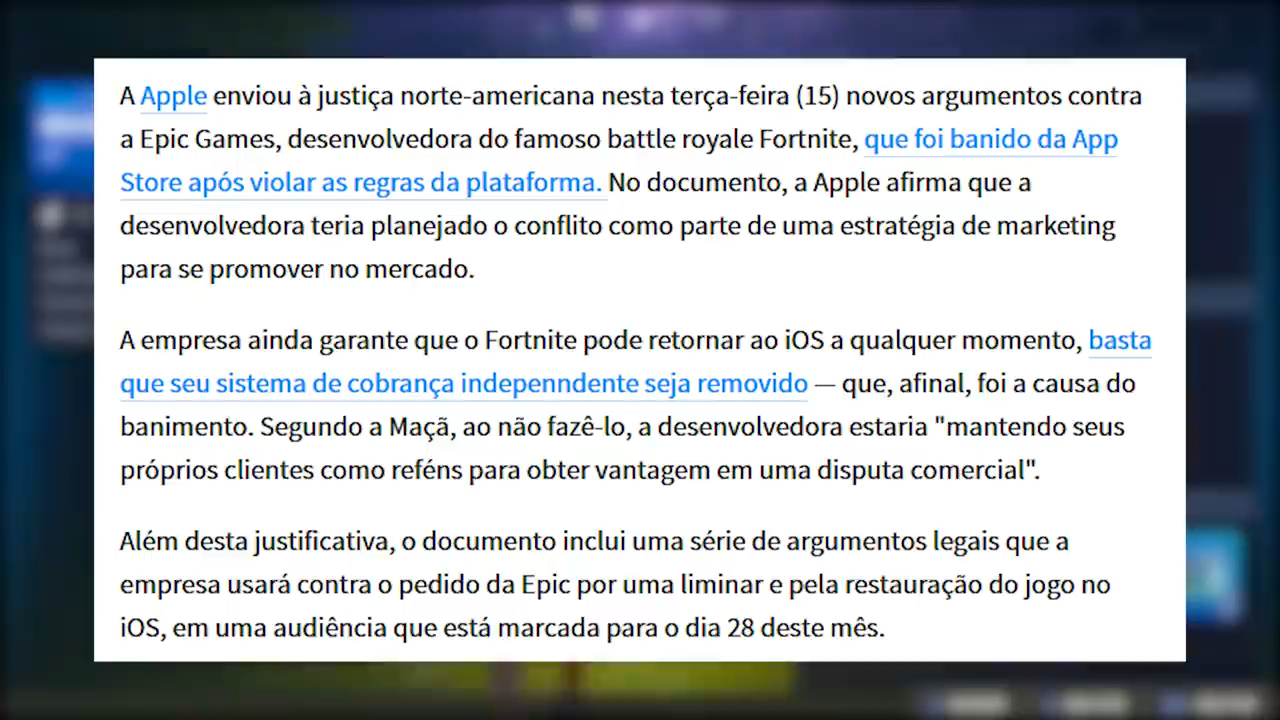 A Apple enviou à justiça norte-americana nesta terça-feira (15) novos argumentos contra
a Epic Games, desenvolvedora do famoso battle royale Fortnite, que foi banido da App
Store após violar as regras da plataforma. No documento, a Apple afirma que a
desenvolvedora teria planejado o conflito como parte de uma estratégia de marketing
para se promover no mercado.
A empresa ainda garante que o Fortnite pode retornar ao iOS a qualquer momento, basta
que seu sistema de cobrança indepenndente seja removido — que, afinal, foi a causa do
banimento. Segundo a Maçã, ao não fazê-lo, a desenvolvedora estaria "mantendo seus
próprios clientes como reféns para obter vantagem em uma disputa comercial".
Além desta justificativa, o documento inclui uma série de argumentos legais que a
empresa usará contra o pedido da Epic por uma liminar e pela restauração do jogo no
iOS, em uma audiência que está marcada para o dia 28 deste mês.